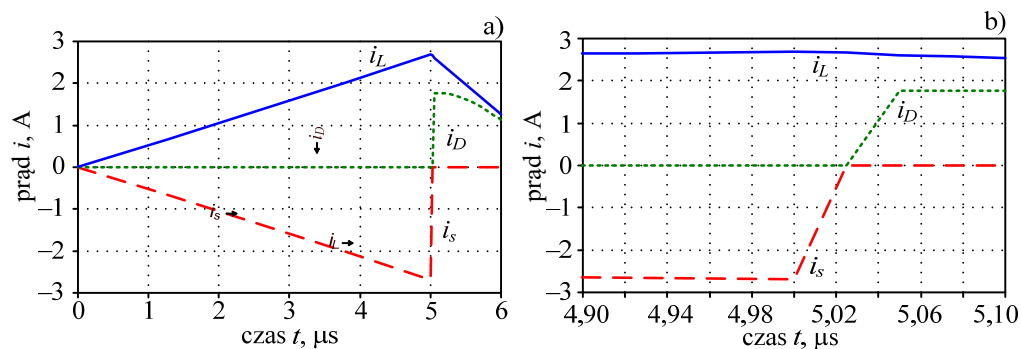 a)
3
2
1
0
–1
–2
–3
prąd i, A
i_L
i_D
i_D
i_s
i_s
i_L
0 1 2 3 4 5 6
czas t, μs
b)
3
2
1
0
–1
–2
–3
prąd i, A
i_L
i_D
i_s
4,90 4,94 4,98 5,02 5,06 5,10
czas t, μs